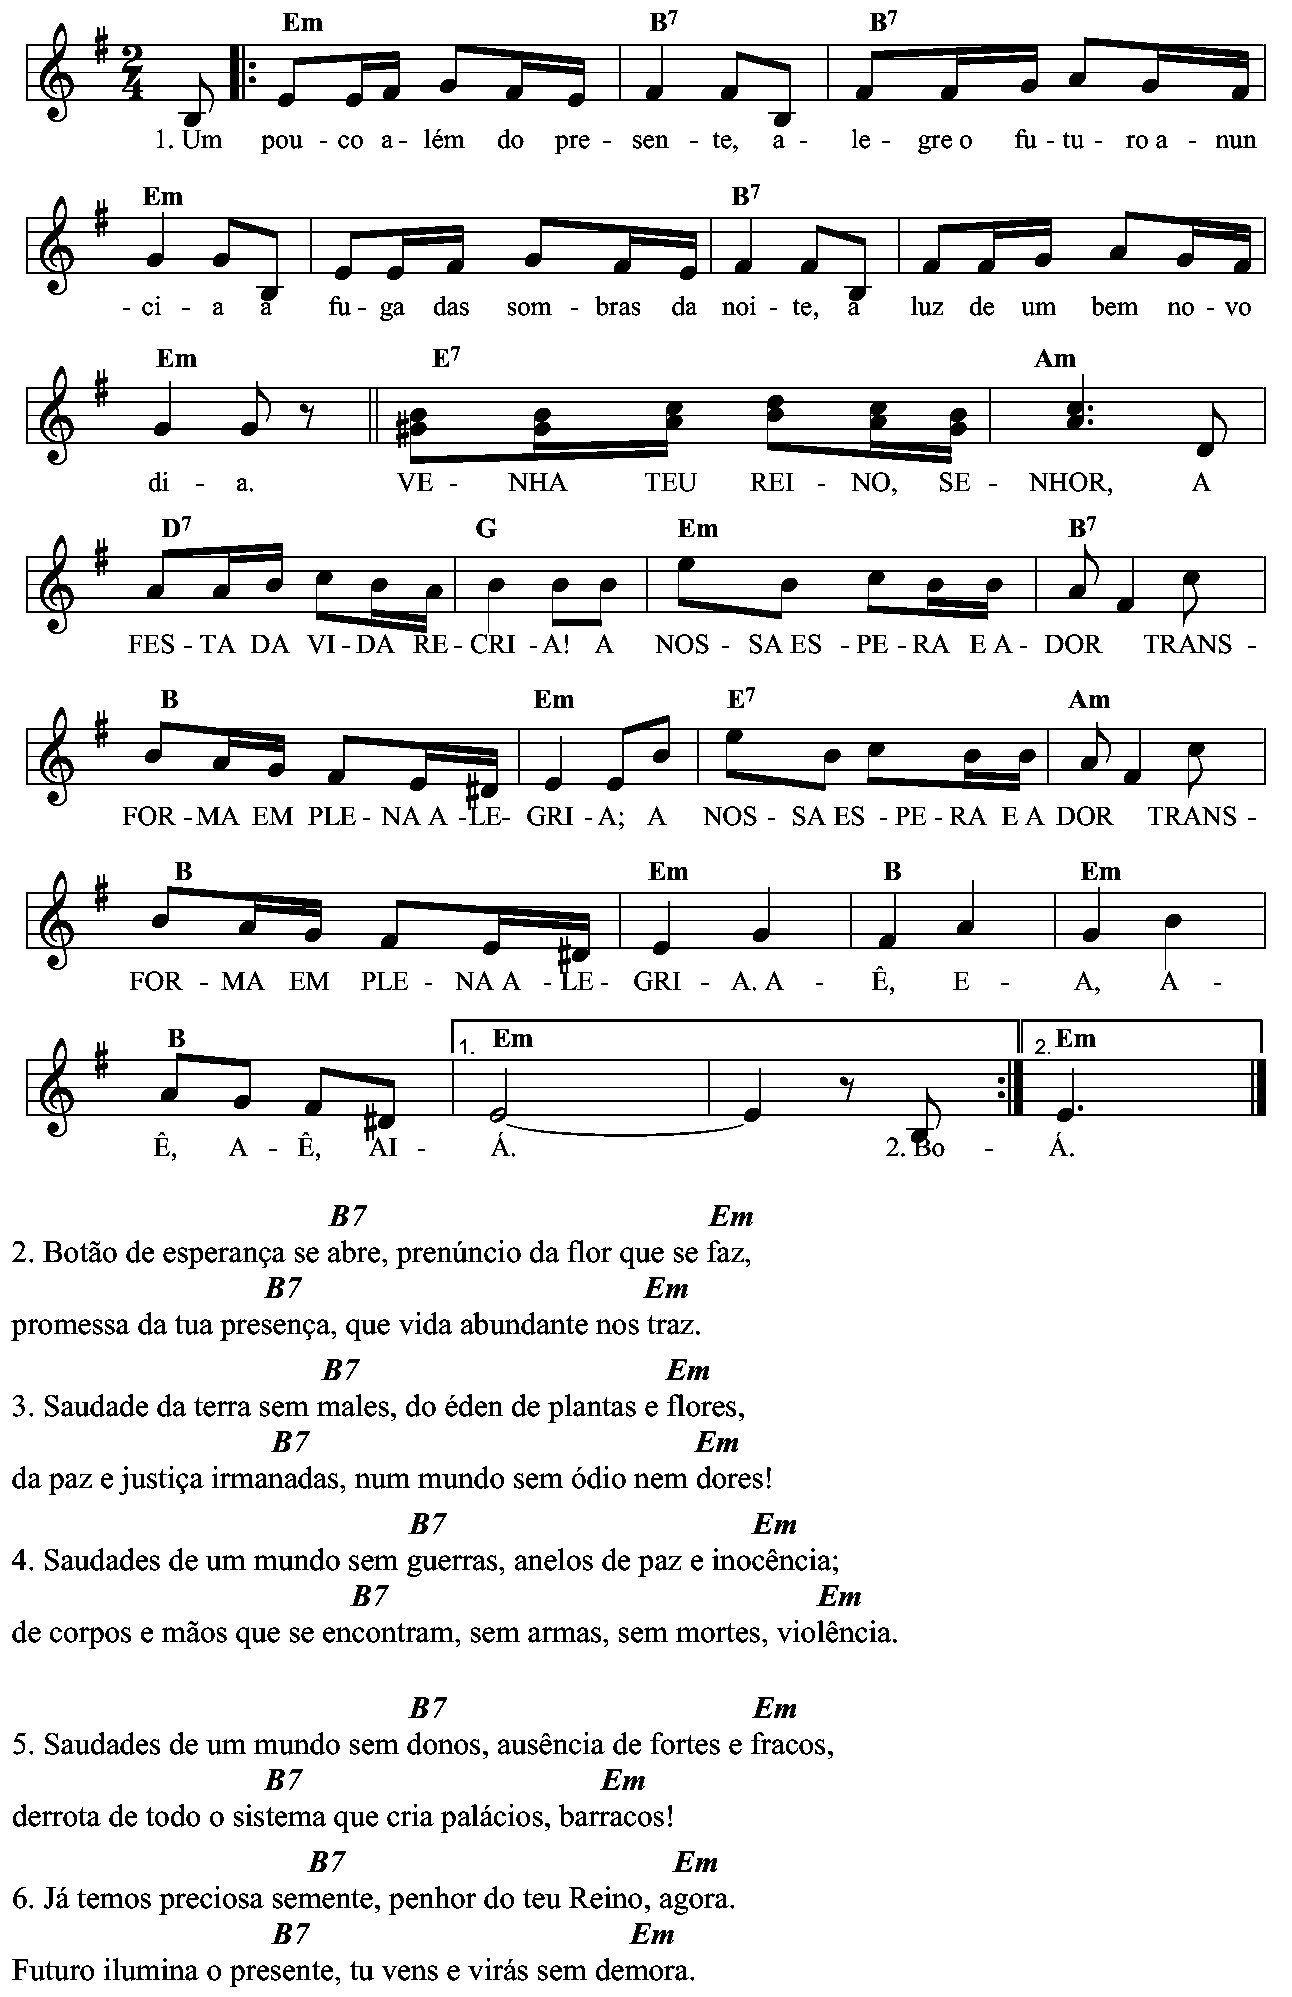 Em B7 B7
1. Um pou - co a - lém do pre - sen - te, a - le - gre o fu - tu - ro a - nun
Em B7
- ci - a a fu - ga das som - bras da noi - te, a luz de um bem no - vo
Em E7 Am
di - a. VE - NHA TEU REI - NO, SE - NHOR, A
D7 G Em B7
FES - TA DA VI - DA RE - CRI - A! A NOS - SA ES - PE - RA E A - DOR TRANS -
B Em E7 Am
FOR - MA EM PLE - NA A - LE - GRI - A; A NOS - SA ES - PE - RA E A DOR TRANS -
B Em B Em
FOR - MA EM PLE - NA A - LE - GRI - A. A - Ê, E - A, A -
B 1. Em 2. Em
Ê, A - Ê, AI - Á. 2. Bo - Á.
B7 Em
2. Botão de esperança se abre, prenúncio da flor que se faz,
B7 Em
promessa da tua presença, que vida abundante nos traz.
B7 Em
3. Saudade da terra sem males, do éden de plantas e flores,
B7 Em
da paz e justiça irmanadas, num mundo sem ódio nem dores!
B7 Em
4. Saudades de um mundo sem guerras, anelos de paz e inocência;
B7 Em
de corpos e mãos que se encontram, sem armas, sem mortes, violência.
B7 Em
5. Saudades de um mundo sem donos, ausência de fortes e fracos,
B7 Em
derrota de todo o sistema que cria palácios, barracos!
B7 Em
6. Já temos preciosa semente, penhor do teu Reino, agora.
B7 Em
Futuro ilumina o presente, tu vens e virás sem demora.